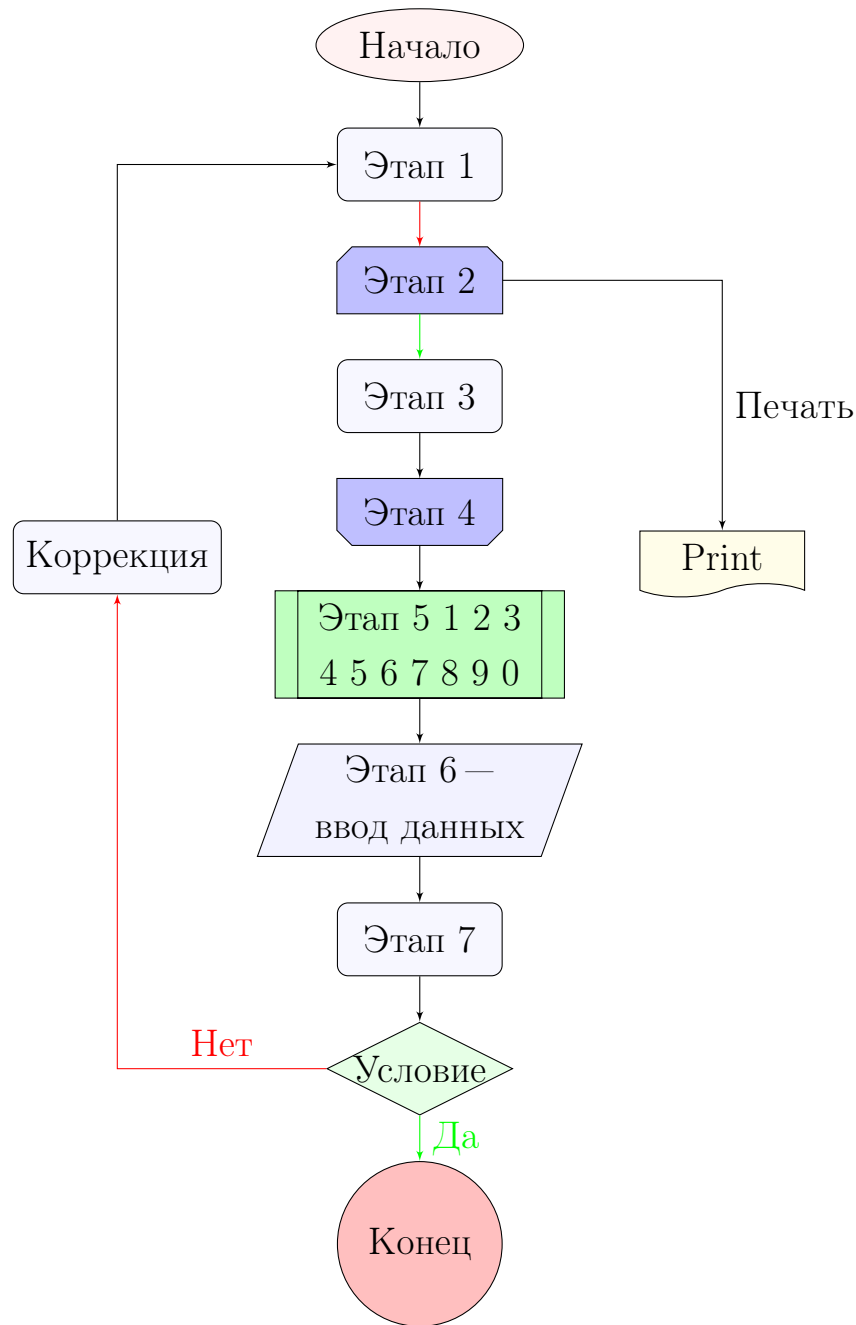 Начало
Этап 1
Этап 2
Этап 3
Печать
Этап 4
Коррекция
Print
Этап 5 1 2 3
4 5 6 7 8 9 0
Этап 6 —
ввод данных
Этап 7
Нет
Условие
Да
Конец